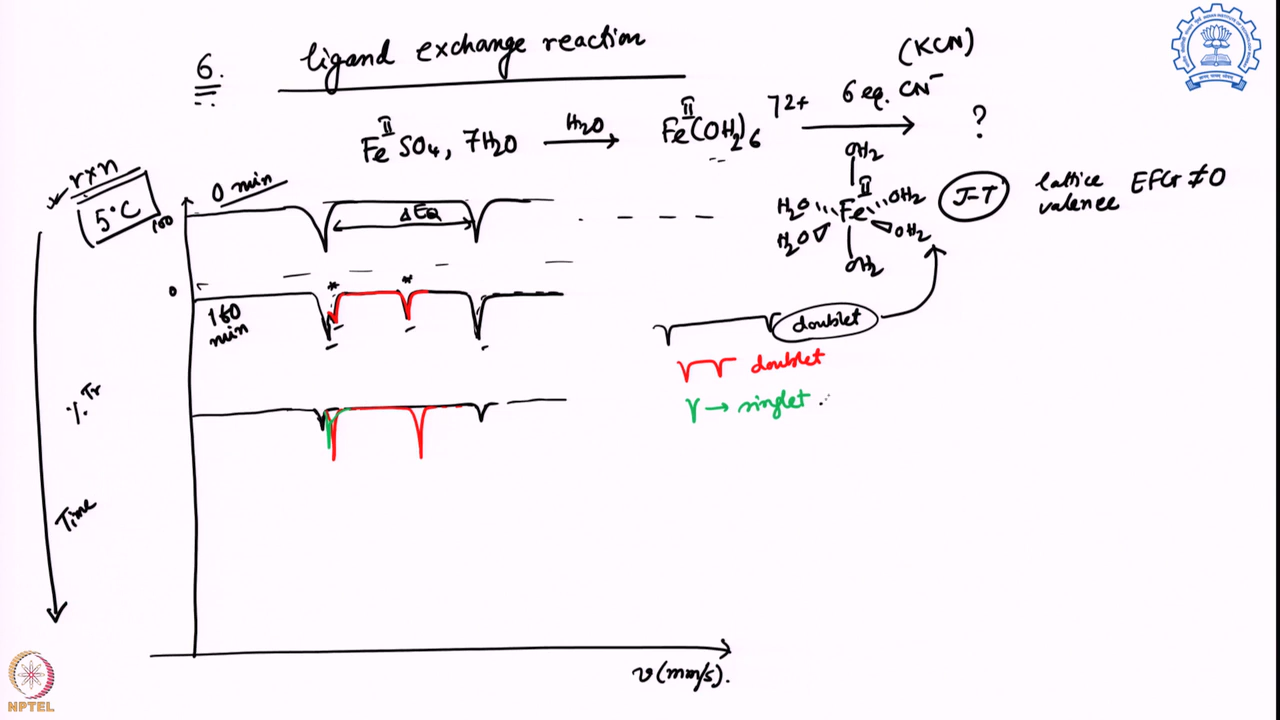 6. ligand exchange reaction
(KCN)
Fe^II SO4, 7H2O —H2O→ Fe^II(OH2)6 ]2+ —6 eq. CN-→ ?
rxn
5°C
0 min
ΔEQ
OH2
H2O Fe^II OH2
H2O OH2
OH2
J-T
lattice EFG ≠ 0
valence
100
0
* *
160 min
doublet
doublet
→ singlet
%Tr
Time
v (mm/s).
NPTEL